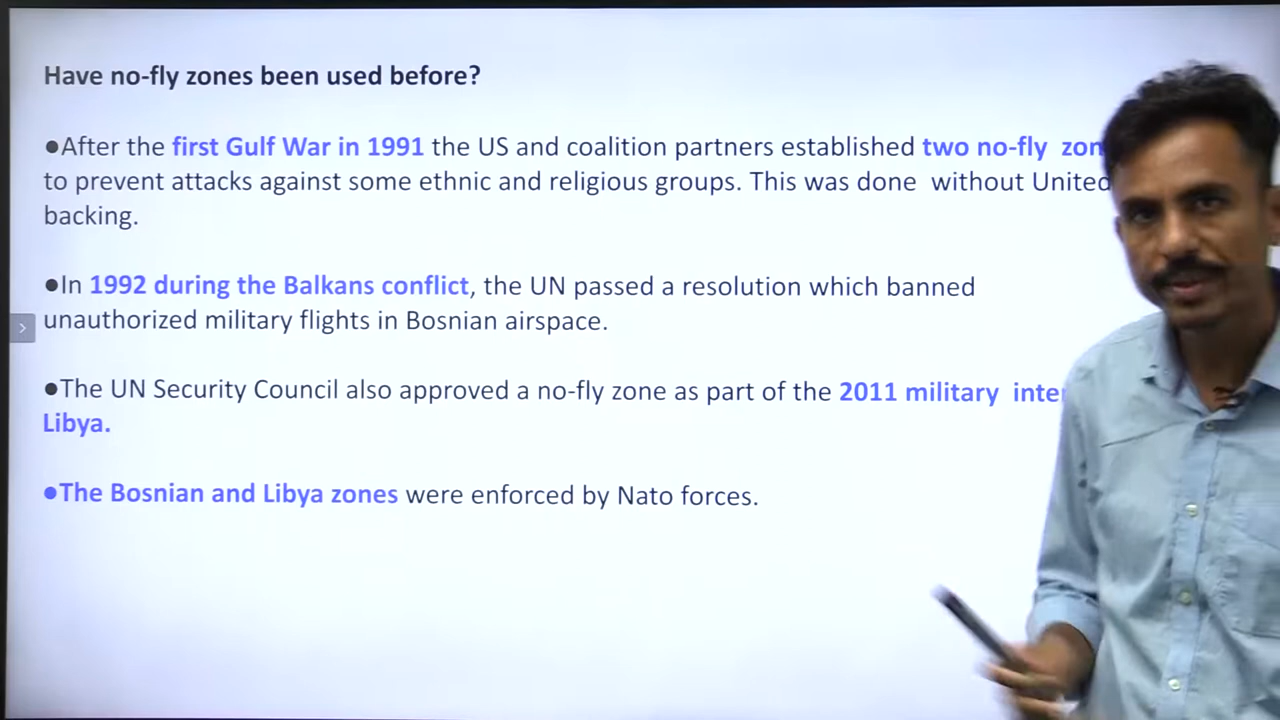 Have no-fly zones been used before?
●After the first Gulf War in 1991 the US and coalition partners established two no-fly
to prevent attacks against some ethnic and religious groups. This was done without United
backing.
●In 1992 during the Balkans conflict, the UN passed a resolution which banned
unauthorized military flights in Bosnian airspace.
●The UN Security Council also approved a no-fly zone as part of the 2011 military
Libya.
●The Bosnian and Libya zones were enforced by Nato forces.